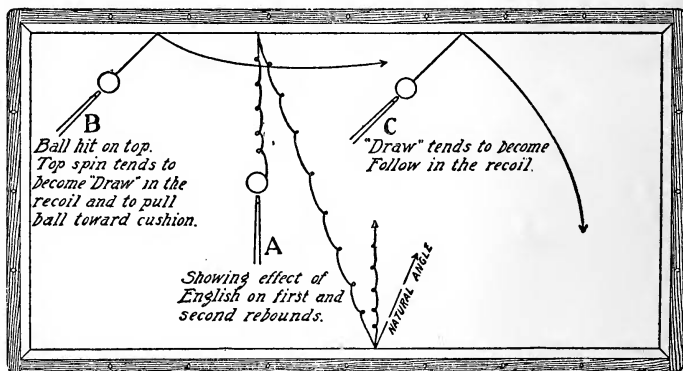 B
Ball hit on top.
Top spin tends to
become "Draw" in the
recoil and to pull
ball toward cushion.
A
Showing effect of
English on first and
second rebounds.
C
"Draw" tends to become
Follow in the recoil.
NATURAL ANGLE